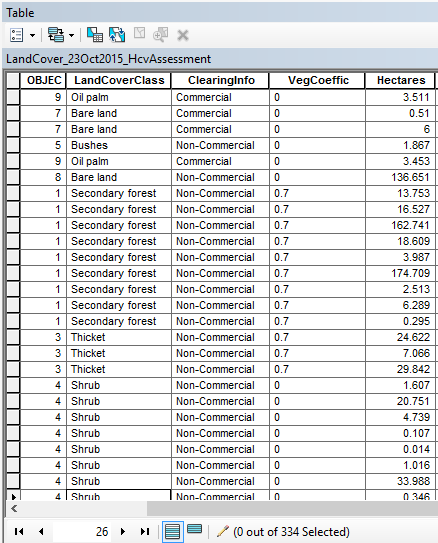 Table
LandCover_23Oct2015_HcvAssessment
OBJEC LandCoverClass ClearingInfo VegCoeffic Hectares
9 Oil palm Commercial 0 3.511
7 Bare land Commercial 0 0.51
7 Bare land Commercial 0 6
5 Bushes Non-Commercial 0 1.867
9 Oil palm Commercial 0 3.453
8 Bare land Non-Commercial 0 136.651
1 Secondary forest Non-Commercial 0.7 13.753
1 Secondary forest Non-Commercial 0.7 16.527
1 Secondary forest Non-Commercial 0.7 162.741
1 Secondary forest Non-Commercial 0.7 18.609
1 Secondary forest Non-Commercial 0.7 3.987
1 Secondary forest Non-Commercial 0.7 174.709
1 Secondary forest Non-Commercial 0.7 2.513
1 Secondary forest Non-Commercial 0.7 6.289
1 Secondary forest Non-Commercial 0.7 0.295
3 Thicket Non-Commercial 0.7 24.622
3 Thicket Non-Commercial 0.7 7.066
3 Thicket Non-Commercial 0.7 29.842
4 Shrub Non-Commercial 0 1.607
4 Shrub Non-Commercial 0 20.751
4 Shrub Non-Commercial 0 4.739
4 Shrub Non-Commercial 0 0.107
4 Shrub Non-Commercial 0 0.014
4 Shrub Non-Commercial 0 1.016
4 Shrub Non-Commercial 0 33.988
4 Shrub Non-Commercial 0 0.346
26 (0 out of 334 Selected)